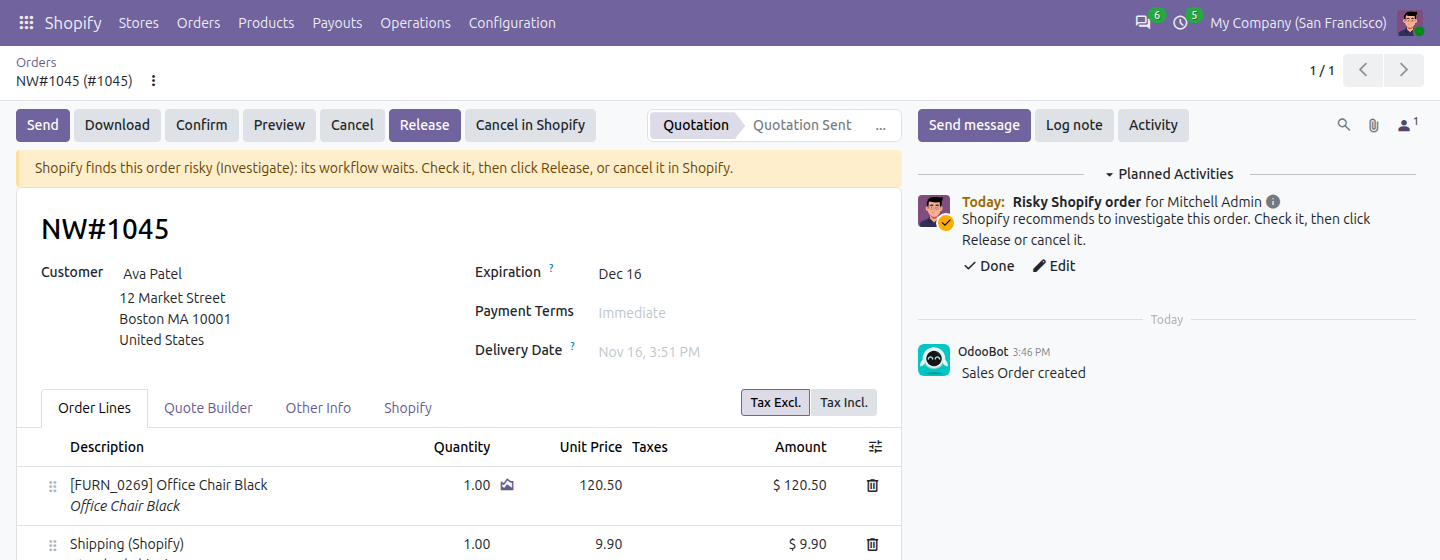 Shopify Stores Orders Products Payouts Operations Configuration 6 5 My Company (San Francisco)
Orders
NW#1045 (#1045)
1 / 1
Send Download Confirm Preview Cancel Release Cancel in Shopify Quotation Quotation Sent ...
Send message Log note Activity 1
Shopify finds this order risky (Investigate): its workflow waits. Check it, then click Release, or cancel it in Shopify.
NW#1045
Customer Ava Patel
12 Market Street
Boston MA 10001
United States
Expiration ? Dec 16
Payment Terms Immediate
Delivery Date ? Nov 16, 3:51 PM
Order Lines Quote Builder Other Info Shopify Tax Excl. Tax Incl.
Description Quantity Unit Price Taxes Amount
[FURN_0269] Office Chair Black 1.00 120.50 $ 120.50
Office Chair Black
Shipping (Shopify) 1.00 9.90 $ 9.90
Planned Activities
Today: Risky Shopify order for Mitchell Admin
Shopify recommends to investigate this order. Check it, then click
Release or cancel it.
Done Edit
Today
OdooBot 3:46 PM
Sales Order created